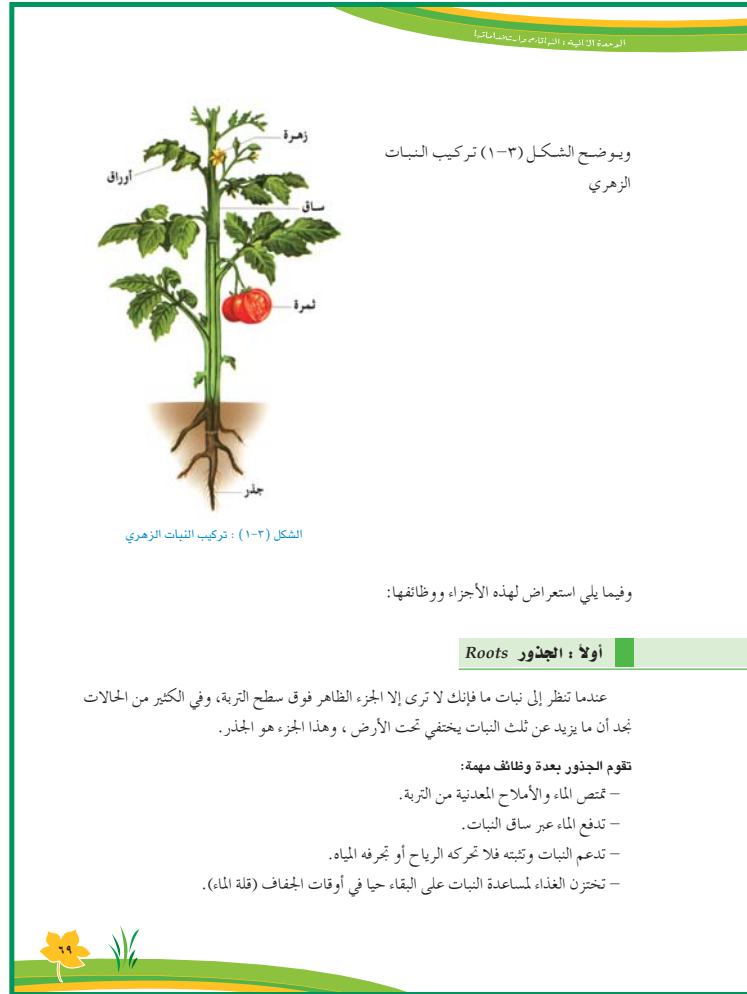 الوحدة الثانية : النباتات واستخداماتها
ويوضح الشكل (٣-١) تركيب النبات
الزهري
زهرة
أوراق
ساق
ثمرة
جذر
الشكل (٣-١) : تركيب النبات الزهري
وفيما يلي استعراض لهذه الأجزاء ووظائفها:
أولاً : الجذور Roots
عندما تنظر إلى نبات ما فإنك لا ترى إلا الجزء الظاهر فوق سطح التربة، وفي الكثير من الحالات
نجد أن ما يزيد عن ثلث النبات يختفي تحت الأرض ، وهذا الجزء هو الجذر.
تقوم الجذور بعدة وظائف مهمة:
– تمتص الماء والأملاح المعدنية من التربة.
– تدفع الماء عبر ساق النبات.
– تدعم النبات وتثبته فلا تحركه الرياح أو تجرفه المياه.
– تختزن الغذاء لمساعدة النبات على البقاء حيا في أوقات الجفاف (قلة الماء).
٦٩